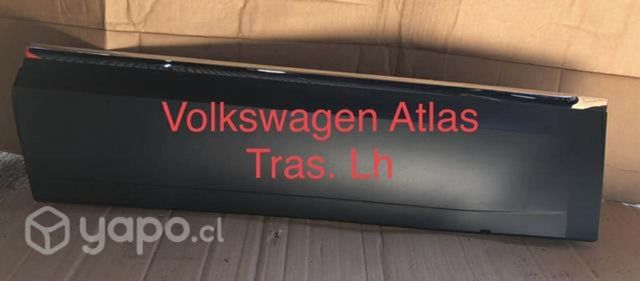 Volkswagen Atlas
Tras. Lh
yapo.cl